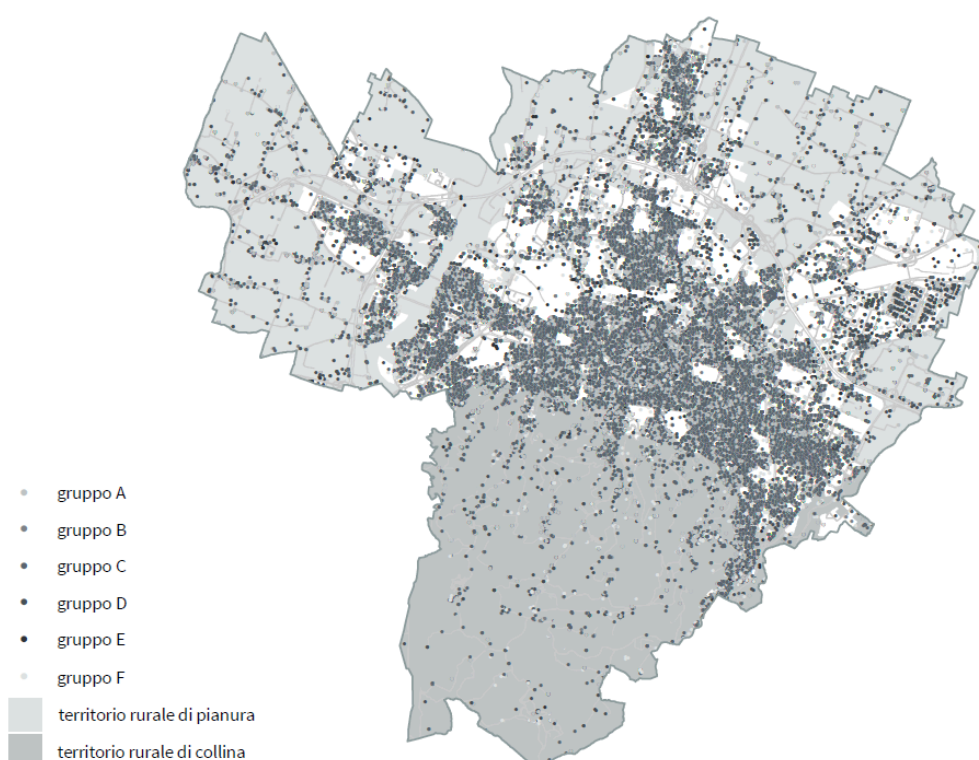 gruppo A
gruppo B
gruppo C
gruppo D
gruppo E
gruppo F
territorio rurale di pianura
territorio rurale di collina